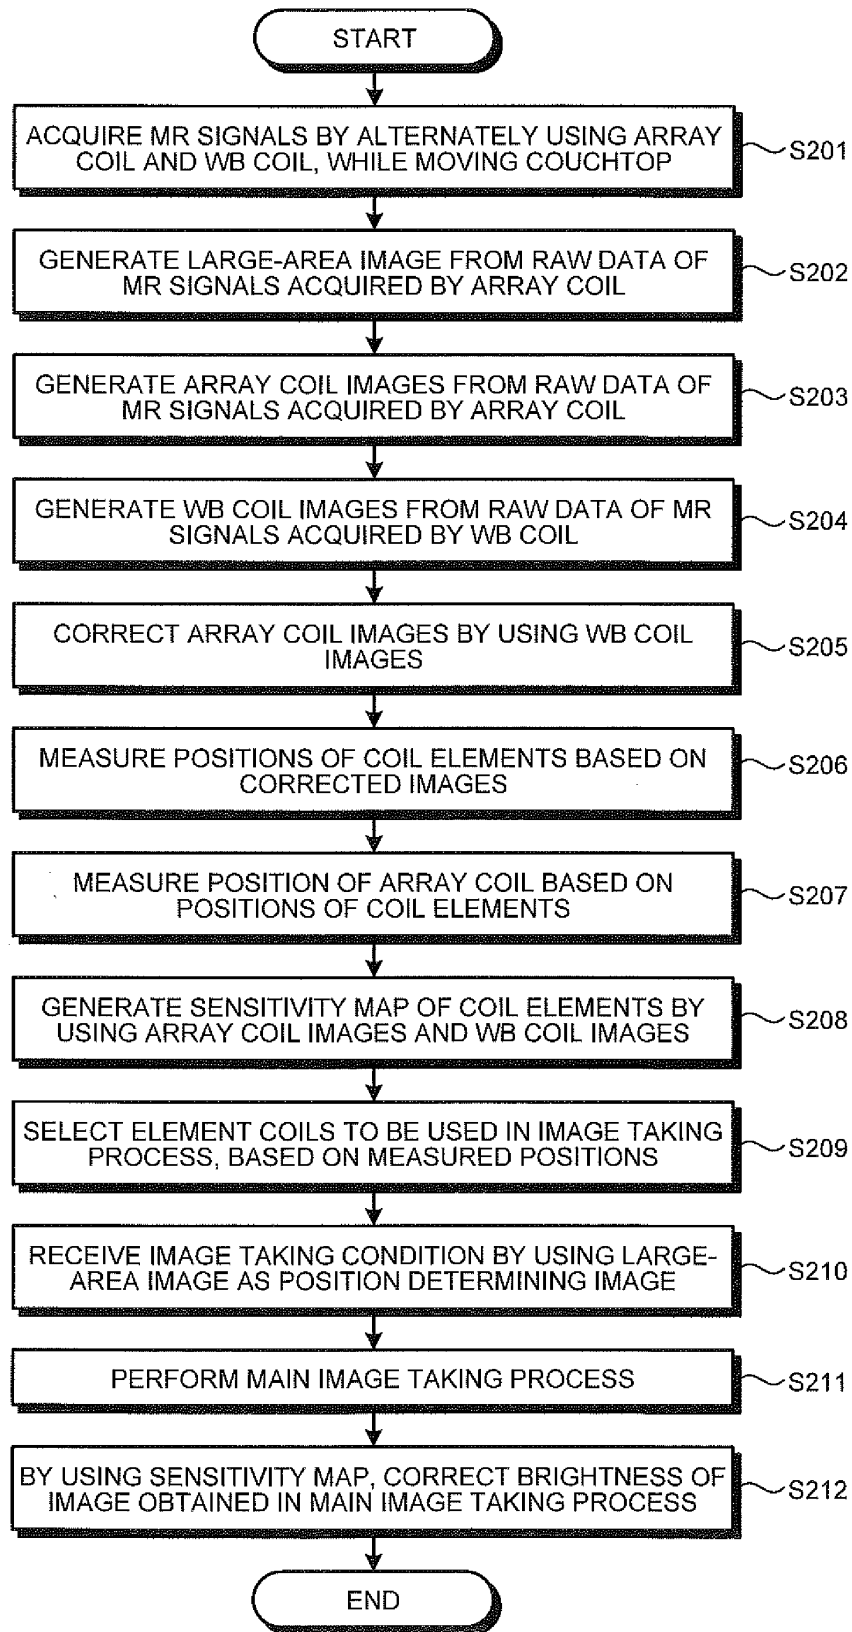 START
ACQUIRE MR SIGNALS BY ALTERNATELY USING ARRAY
COIL AND WB COIL, WHILE MOVING COUCHTOP
S201
GENERATE LARGE-AREA IMAGE FROM RAW DATA OF
MR SIGNALS ACQUIRED BY ARRAY COIL
S202
GENERATE ARRAY COIL IMAGES FROM RAW DATA OF
MR SIGNALS ACQUIRED BY ARRAY COIL
S203
GENERATE WB COIL IMAGES FROM RAW DATA OF MR
SIGNALS ACQUIRED BY WB COIL
S204
CORRECT ARRAY COIL IMAGES BY USING WB COIL
IMAGES
S205
MEASURE POSITIONS OF COIL ELEMENTS BASED ON
CORRECTED IMAGES
S206
MEASURE POSITION OF ARRAY COIL BASED ON
POSITIONS OF COIL ELEMENTS
S207
GENERATE SENSITIVITY MAP OF COIL ELEMENTS BY
USING ARRAY COIL IMAGES AND WB COIL IMAGES
S208
SELECT ELEMENT COILS TO BE USED IN IMAGE TAKING
PROCESS, BASED ON MEASURED POSITIONS
S209
RECEIVE IMAGE TAKING CONDITION BY USING LARGE-
AREA IMAGE AS POSITION DETERMINING IMAGE
S210
PERFORM MAIN IMAGE TAKING PROCESS
S211
BY USING SENSITIVITY MAP, CORRECT BRIGHTNESS OF
IMAGE OBTAINED IN MAIN IMAGE TAKING PROCESS
S212
END